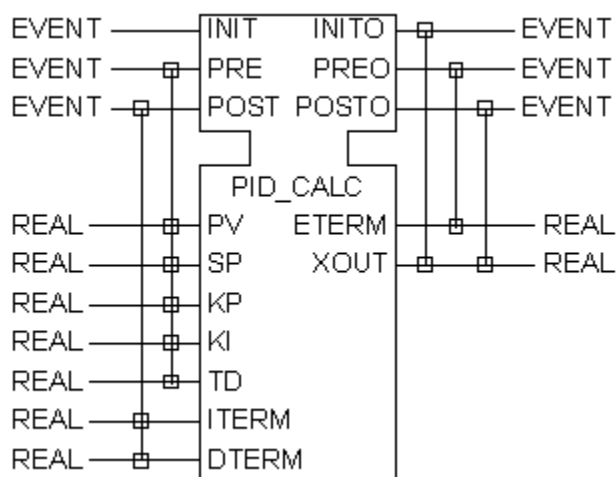 EVENT INIT INITO EVENT
EVENT PRE PREO EVENT
EVENT POST POSTO EVENT
PID_CALC
REAL PV ETERM REAL
REAL SP XOUT REAL
REAL KP
REAL KI
REAL TD
REAL ITERM
REAL DTERM